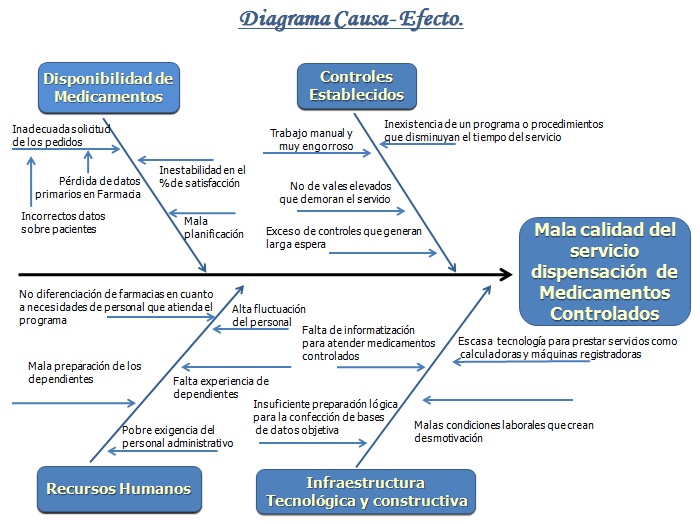 Diagrama Causa- Efecto.
Disponibilidad de
Medicamentos
Controles
Establecidos
Inadecuada solicitud
de los pedidos
Pérdida de datos
primarios en Farmacia
Incorrectos datos
sobre pacientes
Inestabilidad en el
% de satisfacción
Mala
planificación
Trabajo manual y
muy engorroso
Inexistencia de un programa o procedimientos
que disminuyan el tiempo del servicio
No de vales elevados
que demoran el servicio
Exceso de controles que generan
larga espera
Mala calidad del
servicio
dispensación de
Medicamentos
Controlados
No diferenciación de farmacias en cuanto
a necesidades de personal que atienda el
programa
Alta fluctuación
del personal
Mala preparación de los
dependientes
Falta experiencia de
dependientes
Pobre exigencia del
personal administrativo
Falta de informatización
para atender medicamentos
controlados
Escasa tecnología para prestar servicios como
calculadoras y máquinas registradoras
Insuficiente preparación lógica
para la confección de bases
de datos objetiva
Malas condiciones laborales que crean
desmotivación
Recursos Humanos
Infraestructura
Tecnológica y constructiva